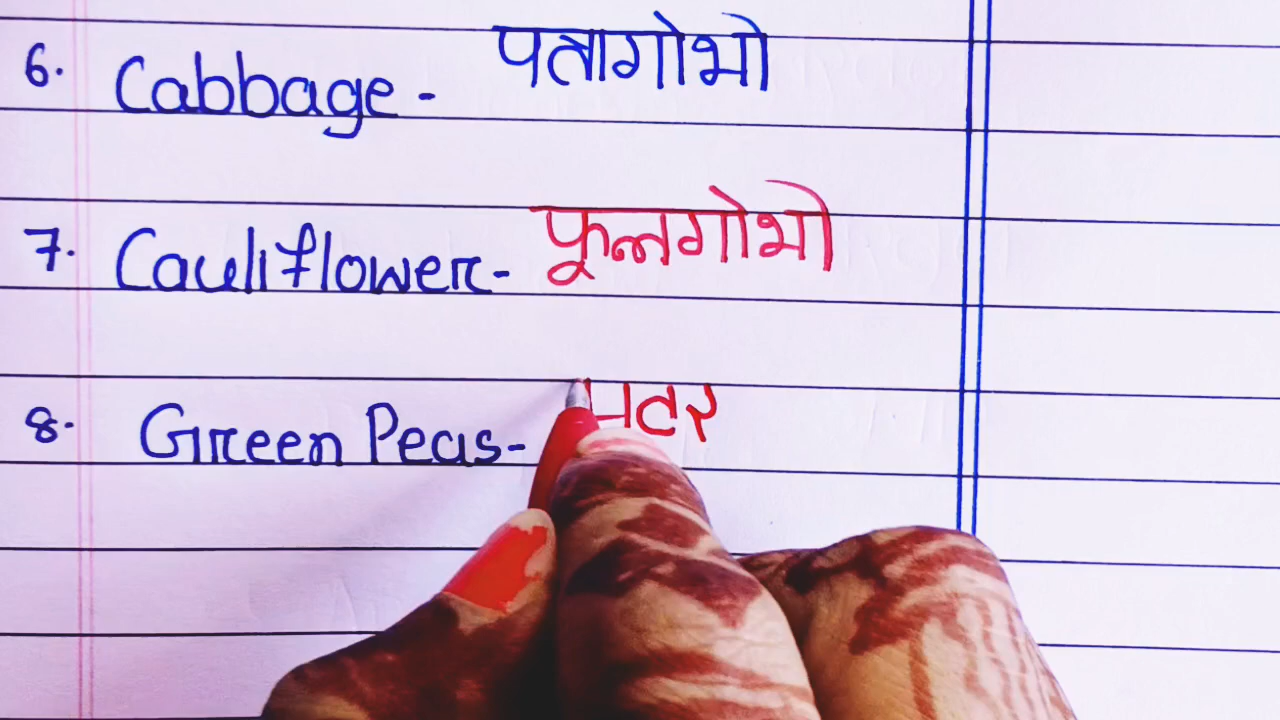 6. Cabbage - पत्तागोभी
7. Cauliflower- फूलगोभी
8. Green Peas- मटर